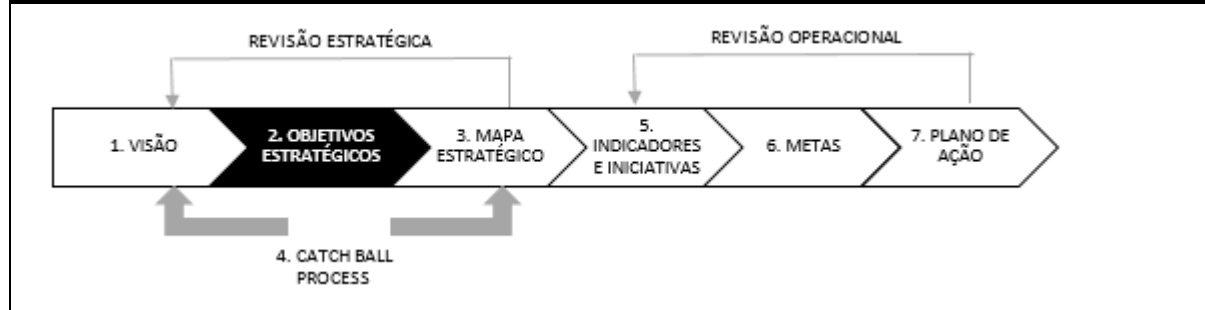 REVISÃO ESTRATÉGICA
REVISÃO OPERACIONAL
1. VISÃO
2. OBJETIVOS
ESTRATÉGICOS
3. MAPA
ESTRATÉGICO
5.
INDICADORES
E INICIATIVAS
6. METAS
7. PLANO DE
AÇÃO
4. CATCH BALL
PROCESS